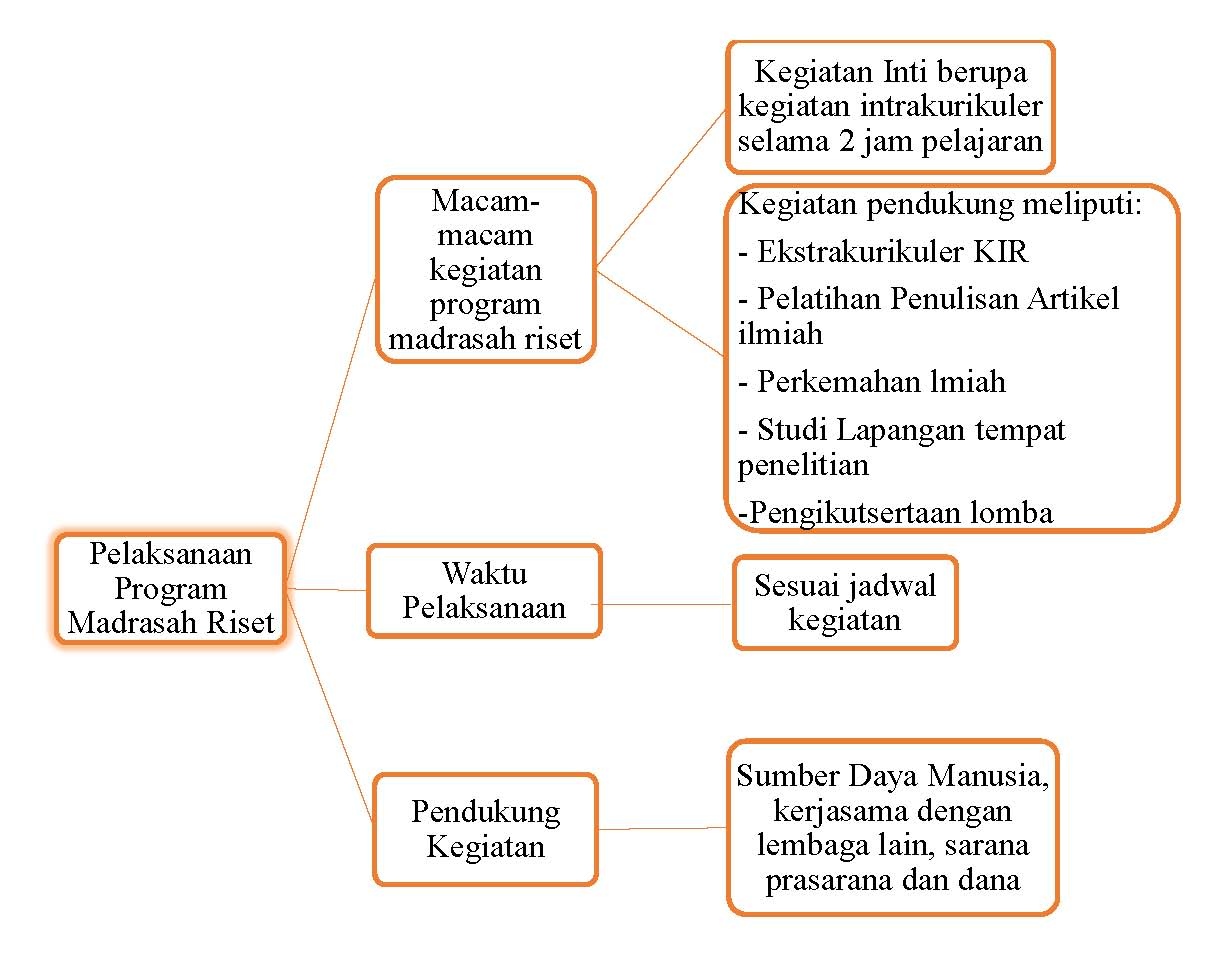 Kegiatan Inti berupa
kegiatan intrakurikuler
selama 2 jam pelajaran
Macam-
macam
kegiatan
program
madrasah riset
Kegiatan pendukung meliputi:
- Ekstrakurikuler KIR
- Pelatihan Penulisan Artikel
ilmiah
- Perkemahan lmiah
- Studi Lapangan tempat
penelitian
-Pengikutsertaan lomba
Pelaksanaan
Program
Madrasah Riset
Waktu
Pelaksanaan
Sesuai jadwal
kegiatan
Pendukung
Kegiatan
Sumber Daya Manusia,
kerjasama dengan
lembaga lain, sarana
prasarana dan dana